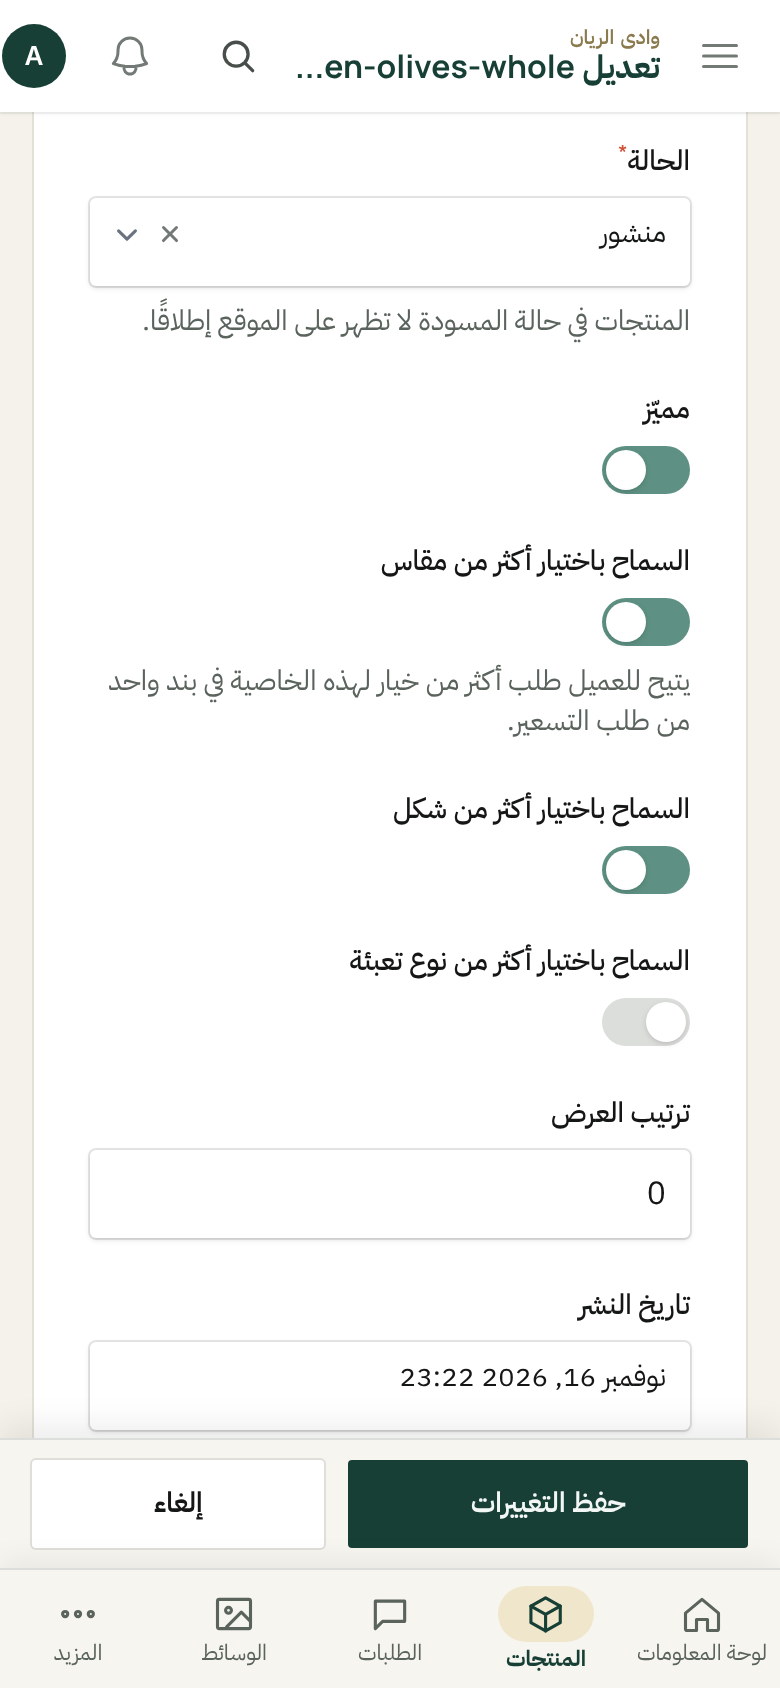 وادى الريان
تعديل en-olives-whole...
A
الحالة*
منشور
المنتجات في حالة المسودة لا تظهر على الموقع إطلاقًا.
مميّز
السماح باختيار أكثر من مقاس
يتيح للعميل طلب أكثر من خيار لهذه الخاصية في بند واحد
من طلب التسعير.
السماح باختيار أكثر من شكل
السماح باختيار أكثر من نوع تعبئة
ترتيب العرض
0
تاريخ النشر
نوفمبر 16, 2026 23:22
حفظ التغييرات
إلغاء
لوحة المعلومات
المنتجات
الطلبات
الوسائط
المزيد